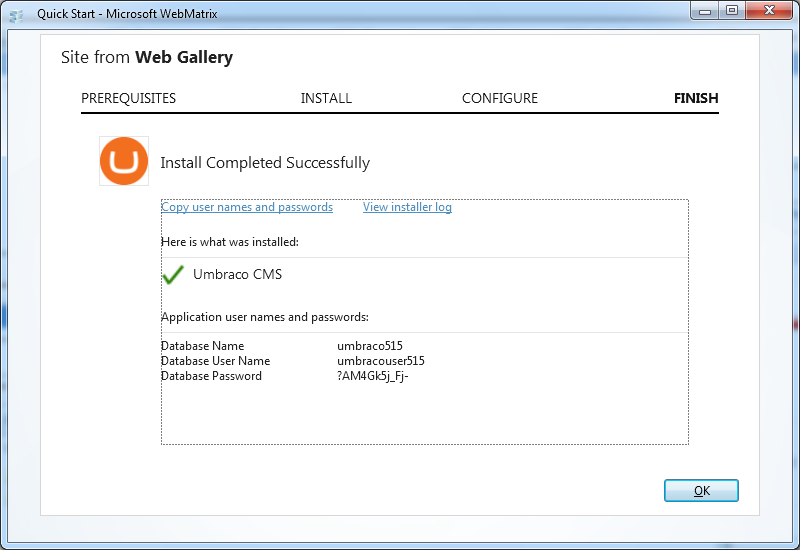 Quick Start - Microsoft WebMatrix
Site from Web Gallery
PREREQUISITES INSTALL CONFIGURE FINISH
Install Completed Successfully
Copy user names and passwords View installer log
Here is what was installed:
Umbraco CMS
Application user names and passwords:
Database Name umbraco515
Database User Name umbracouser515
Database Password ?AM4Gk5j_Fj-
OK